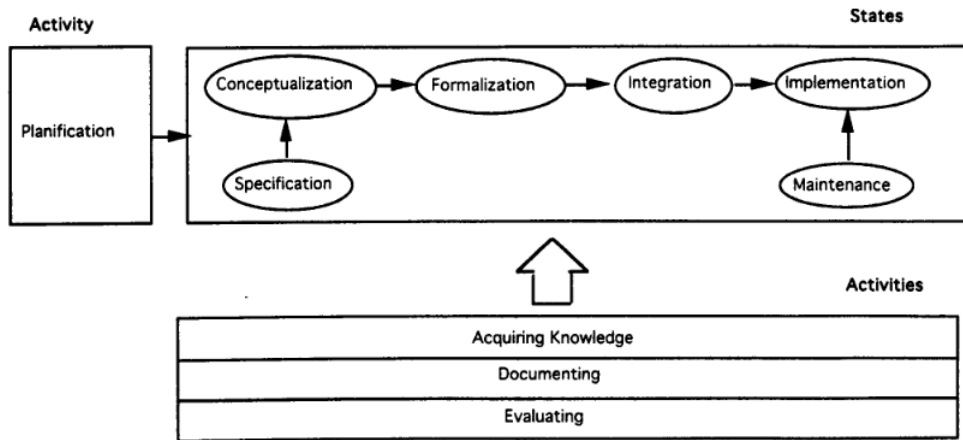 Activity
States
Planification
Conceptualization
Formalization
Integration
Implementation
Specification
Maintenance
Activities
Acquiring Knowledge
Documenting
Evaluating